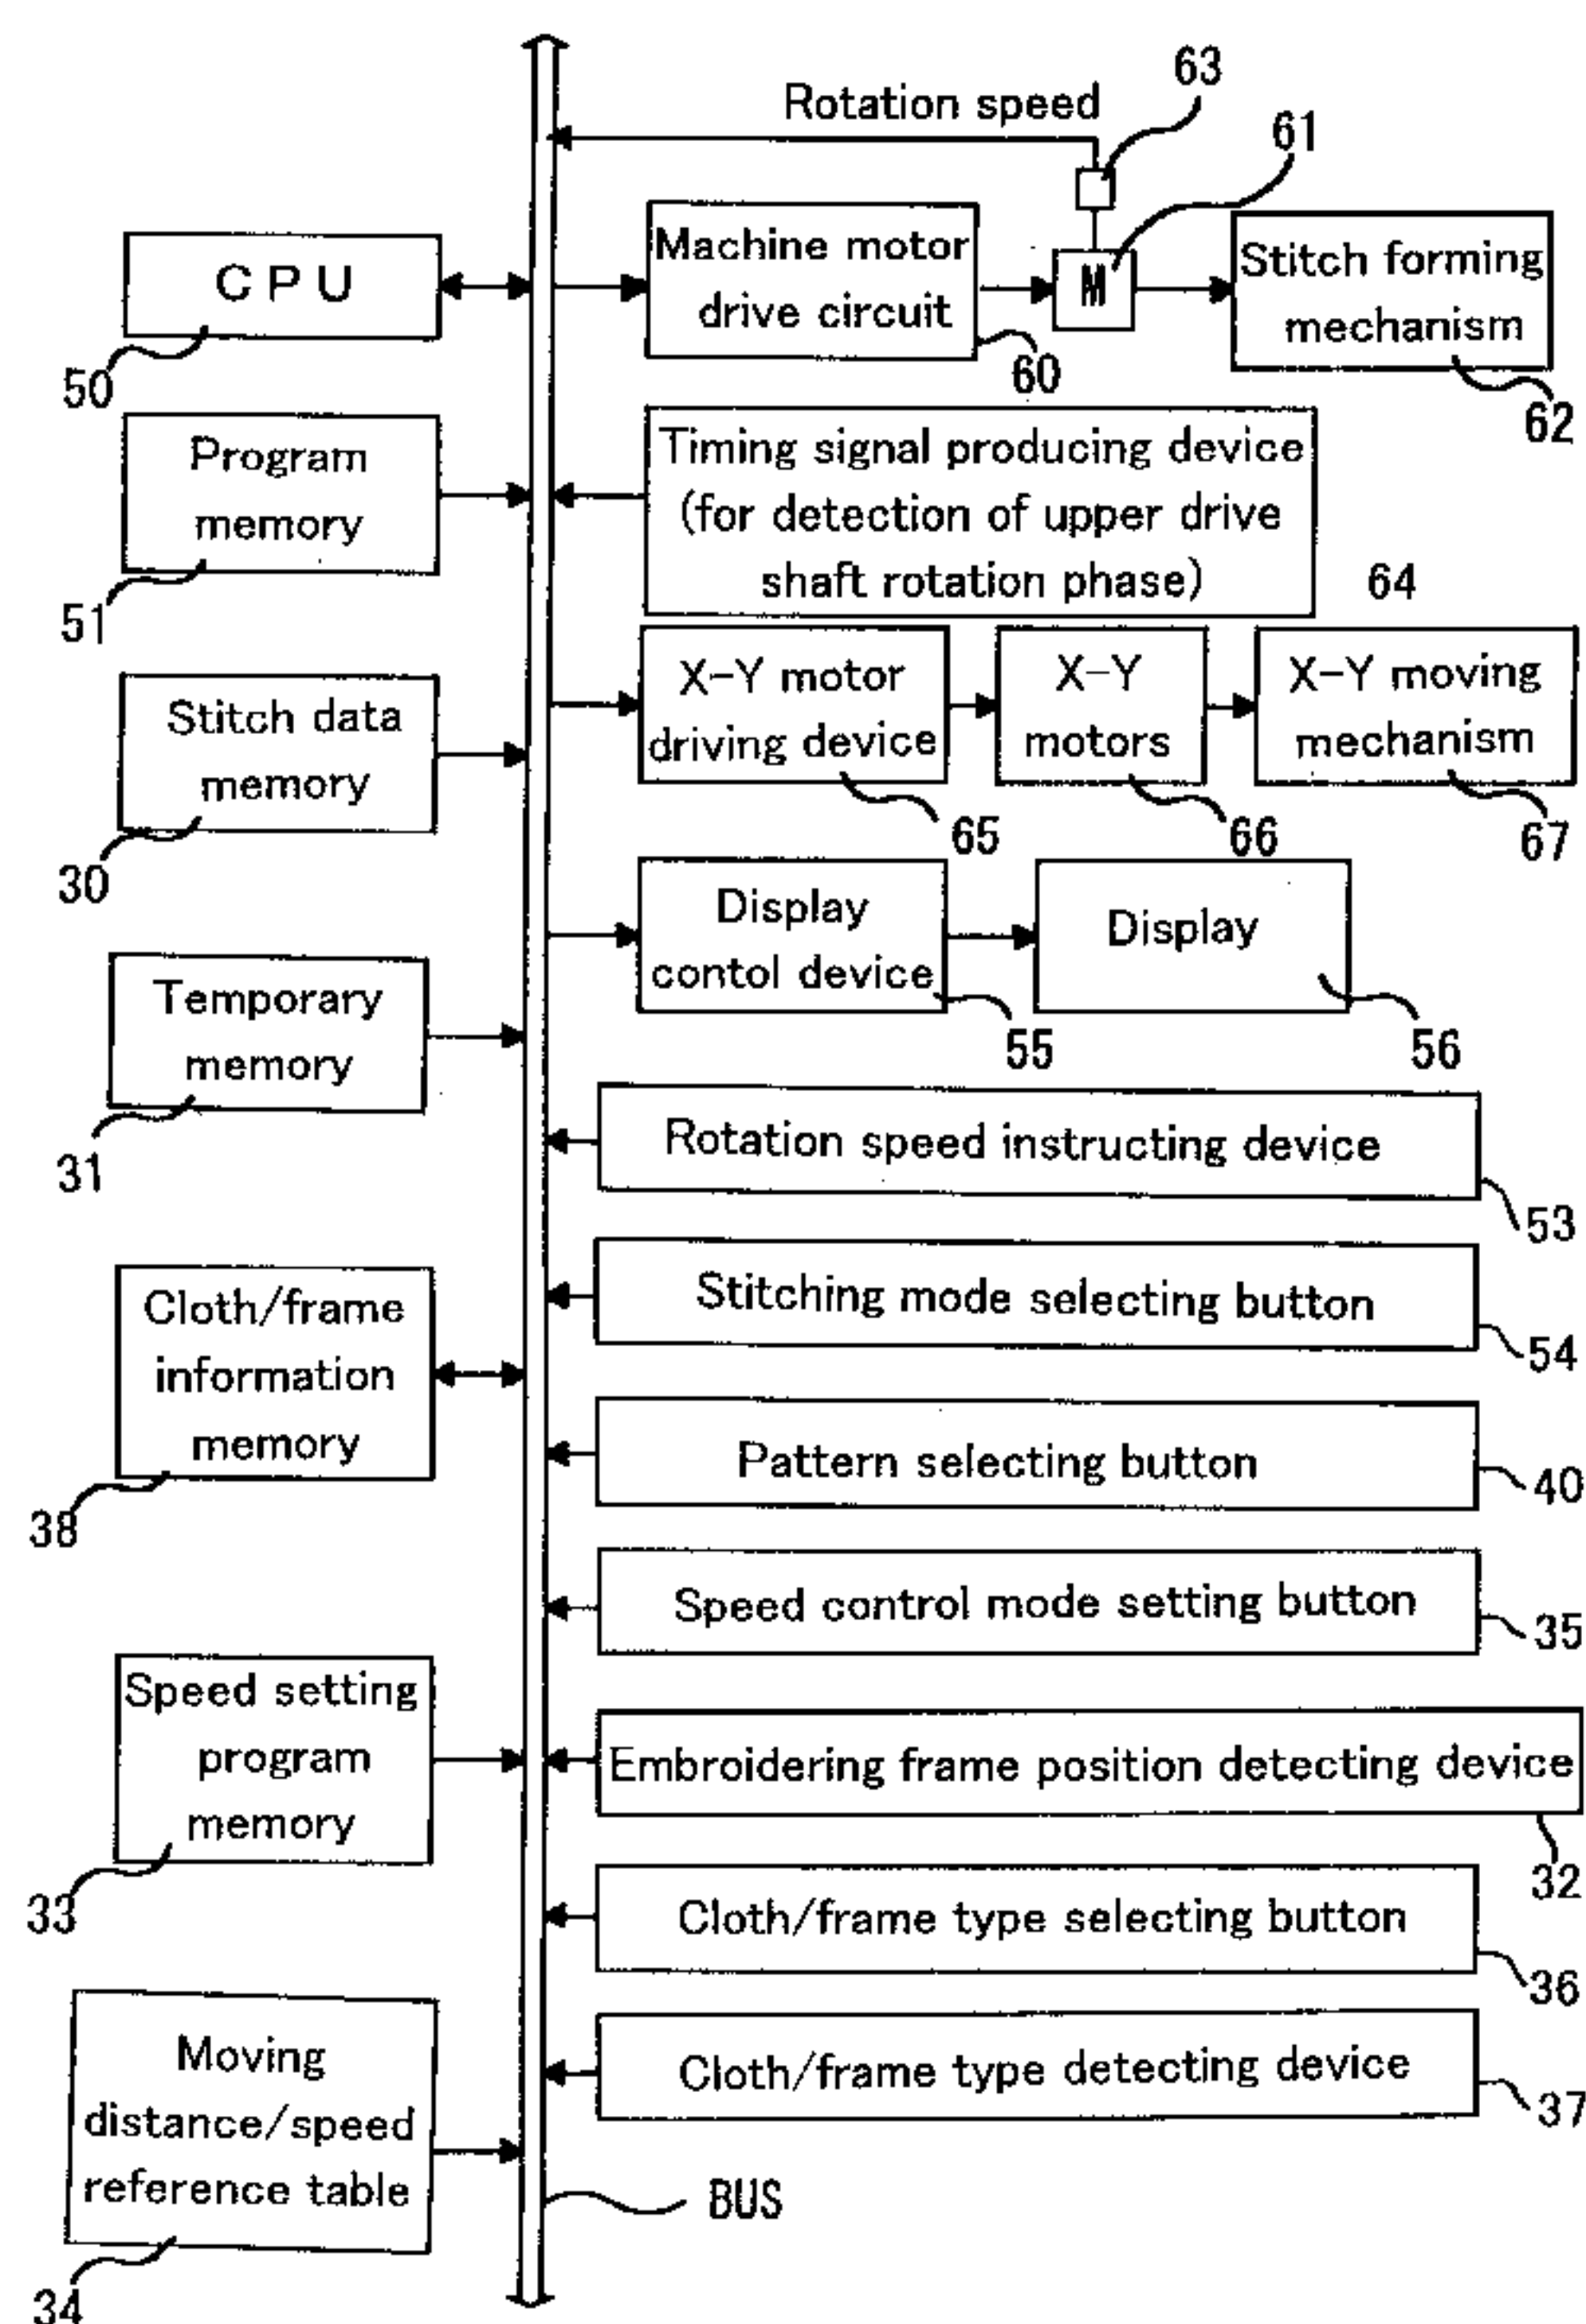 63
Rotation speed
61
CPU
50
Machine motor
drive circuit
60
M
Stitch forming
mechanism
62
Program
memory
51
Timing signal producing device
(for detection of upper drive
shaft rotation phase)
64
Stitch data
memory
30
X-Y motor
driving device
65
X-Y
motors
66
X-Y moving
mechanism
67
Display
contol device
55
Display
56
Temporary
memory
31
Rotation speed instructing device
53
Cloth/frame
information
memory
38
Stitching mode selecting button
54
Pattern selecting button
40
Speed control mode setting button
35
Speed setting
program
memory
33
Embroidering frame position detecting device
32
Cloth/frame type selecting button
36
Moving
distance/speed
reference table
34
Cloth/frame type detecting device
37
BUS